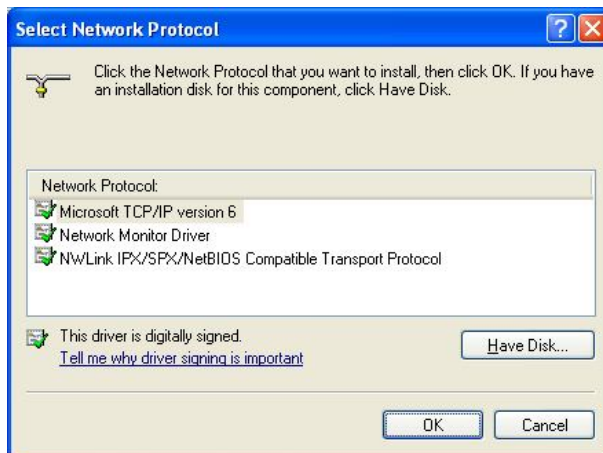 Select Network Protocol
Click the Network Protocol that you want to install, then click OK. If you have
an installation disk for this component, click Have Disk.
Network Protocol:
Microsoft TCP/IP version 6
Network Monitor Driver
NWLink IPX/SPX/NetBIOS Compatible Transport Protocol
This driver is digitally signed.
Tell me why driver signing is important
Have Disk...
OK
Cancel